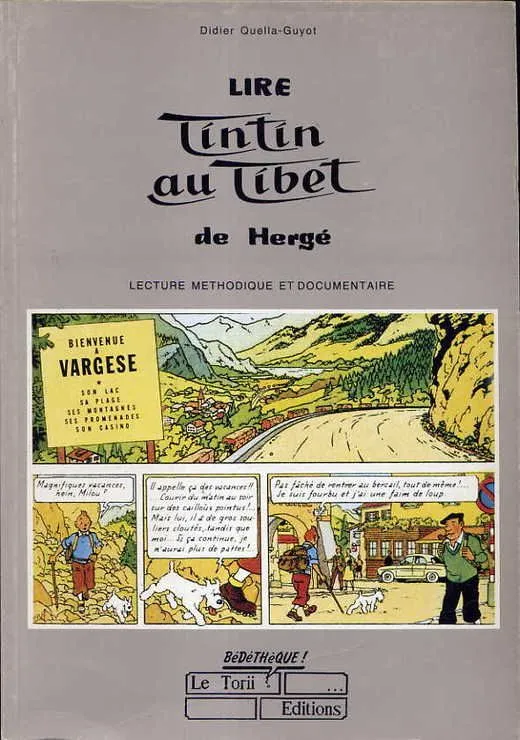 Didier Quella-Guyot
LIRE
Tintin
au Tibet
de Hergé
LECTURE METHODIQUE ET DOCUMENTAIRE
BIENVENUE
A
VARGESE
*
SON LAC
SA PLAGE
SES MONTAGNES
SES PROMENADES
SON CASINO
Magnifiques vacances,
hein, Milou ?
Il appelle ça des vacances !!
Courir du matin au soir
sur des cailloux pointus !...
Mais lui, il a de gros sou-
liers cloutés, tandis que
moi... Si ça continue, je
n'aurai plus de pattes !...
Pas fâché de rentrer au bercail, tout de même !...
Je suis fourbu et j'ai une faim de loup.
BéDéTHèQUE !
Le Torii
...
Editions